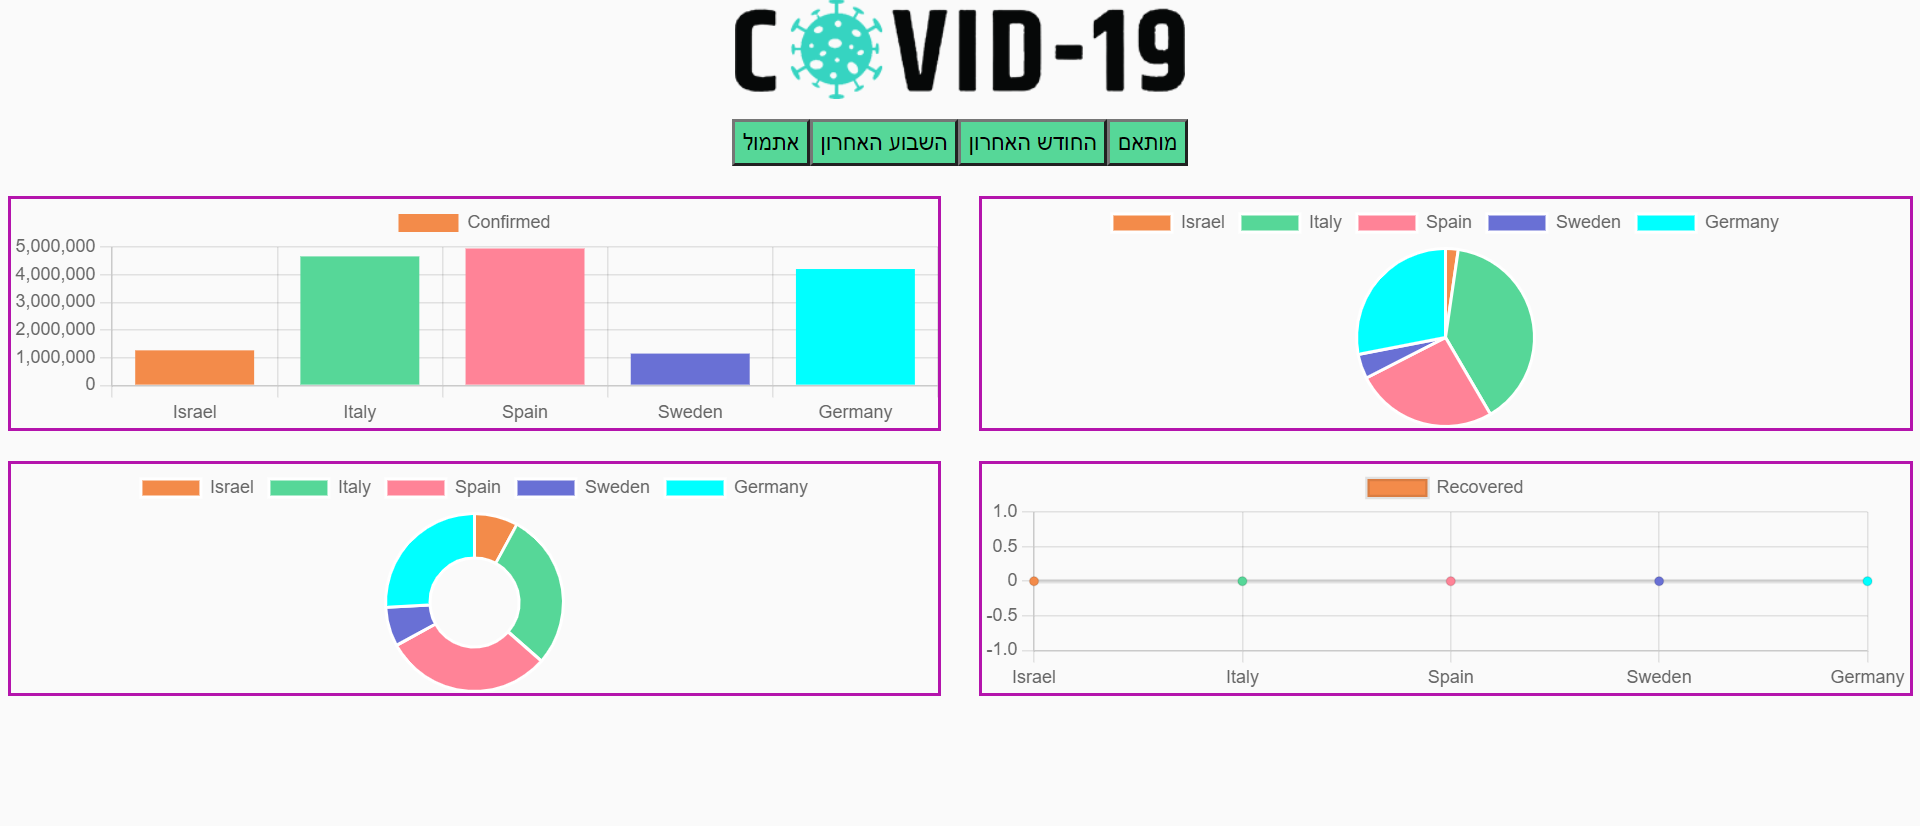 COVID-19
אתמול השבוע האחרון החודש האחרון מותאם
Confirmed
5,000,000
4,000,000
3,000,000
2,000,000
1,000,000
0
Israel Italy Spain Sweden Germany
Israel Italy Spain Sweden Germany
Israel Italy Spain Sweden Germany
Recovered
1.0
0.5
0
-0.5
-1.0
Israel Italy Spain Sweden Germany